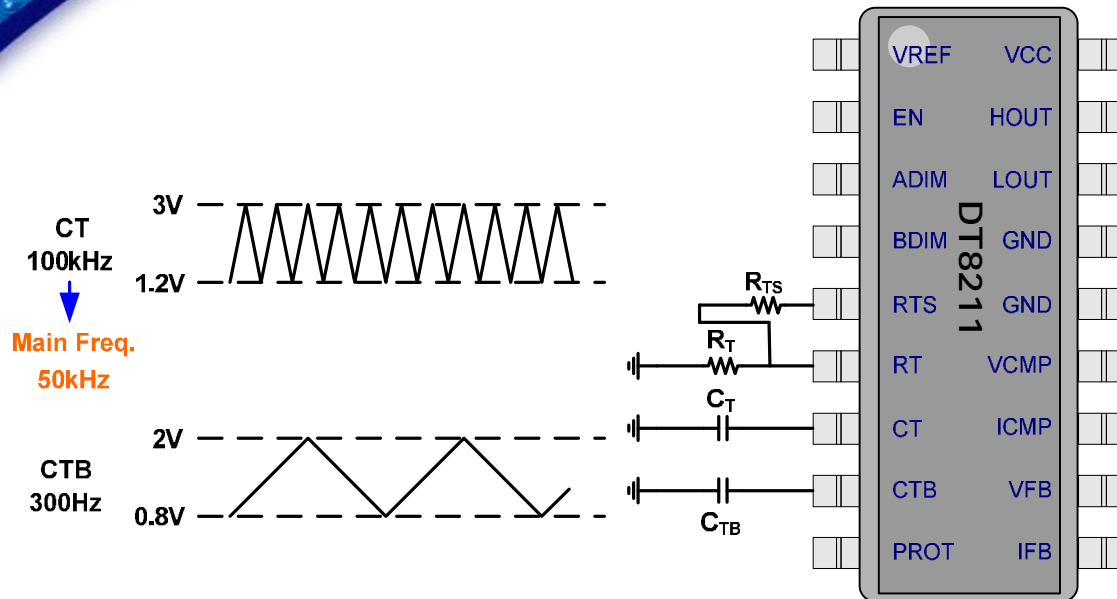 CT
100kHz
Main Freq.
50kHz
3V
1.2V
CTB
300Hz
2V
0.8V
RTS
RT
CT
CTB
DT8211
VREF VCC
EN HOUT
ADIM LOUT
BDIM GND
RTS GND
RT VCMP
CT ICMP
CTB VFB
PROT IFB